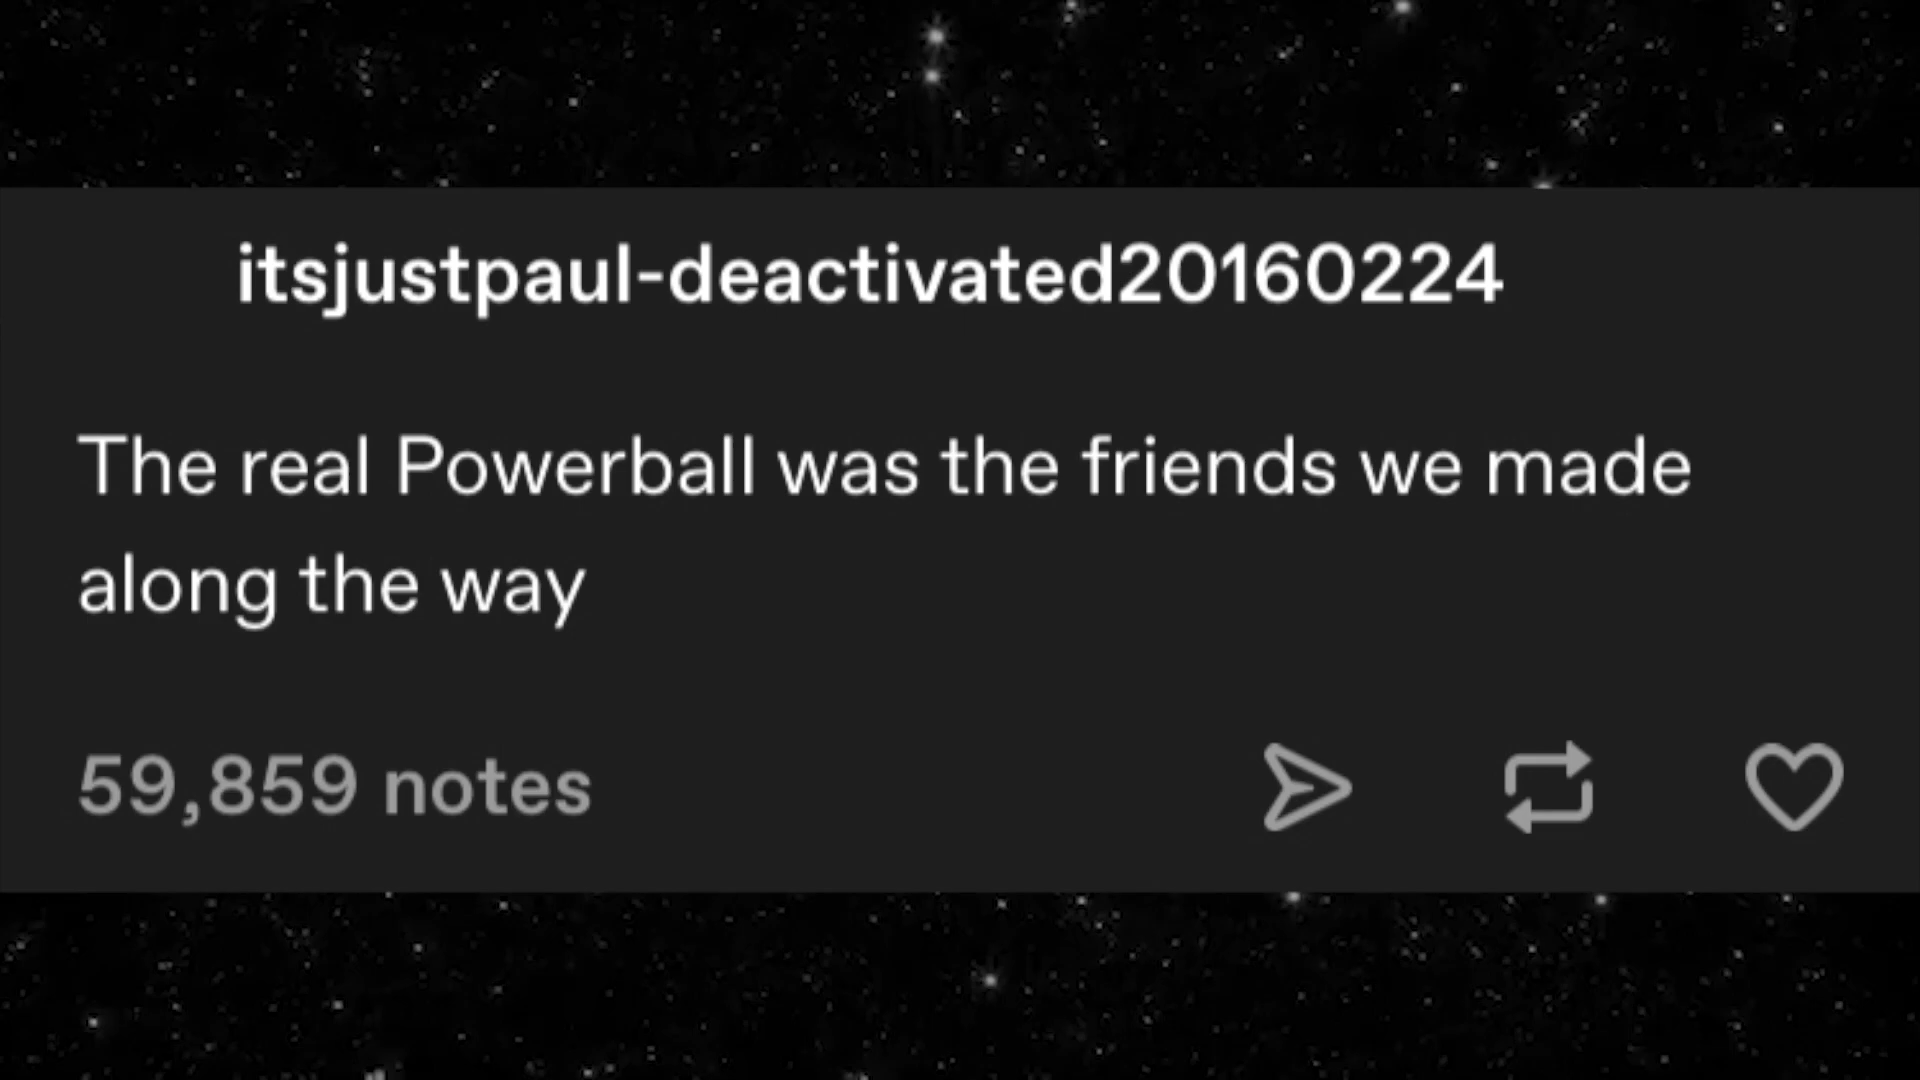 itsjustpaul-deactivated20160224
The real Powerball was the friends we made
along the way
59,859 notes